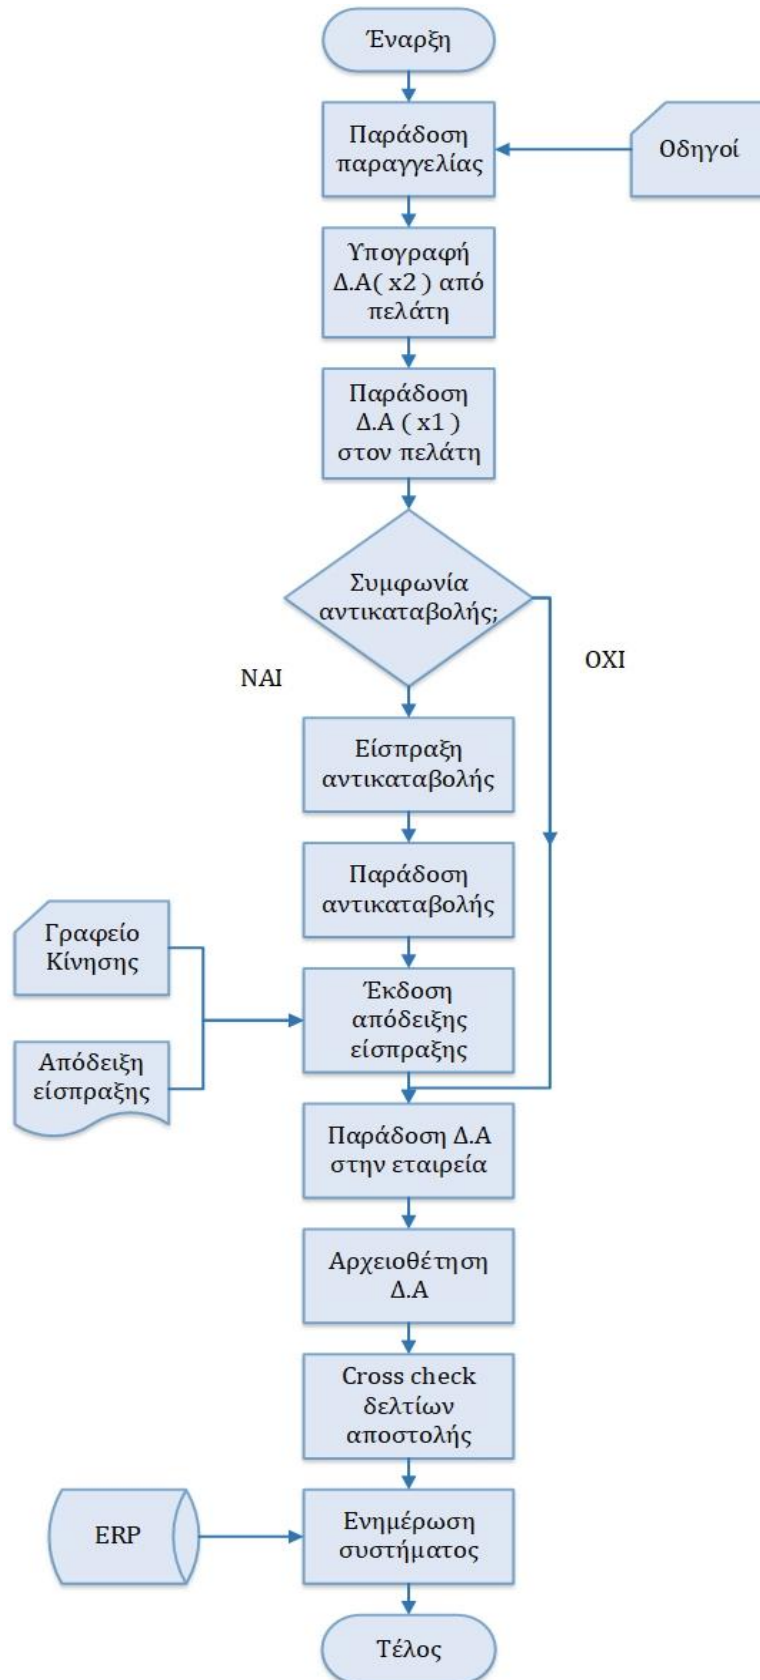 Έναρξη
Παράδοση
παραγγελίας
Οδηγοί
Υπογραφή
Δ.Α( x2 ) από
πελάτη
Παράδοση
Δ.Α ( x1 )
στον πελάτη
Συμφωνία
αντικαταβολής;
ΝΑΙ
ΟΧΙ
Είσπραξη
αντικαταβολής
Παράδοση
αντικαταβολής
Γραφείο
Κίνησης
Έκδοση
απόδειξης
είσπραξης
Απόδειξη
είσπραξης
Παράδοση Δ.Α
στην εταιρεία
Αρχειοθέτηση
Δ.Α
Cross check
δελτίων
αποστολής
ERP
Ενημέρωση
συστήματος
Τέλος